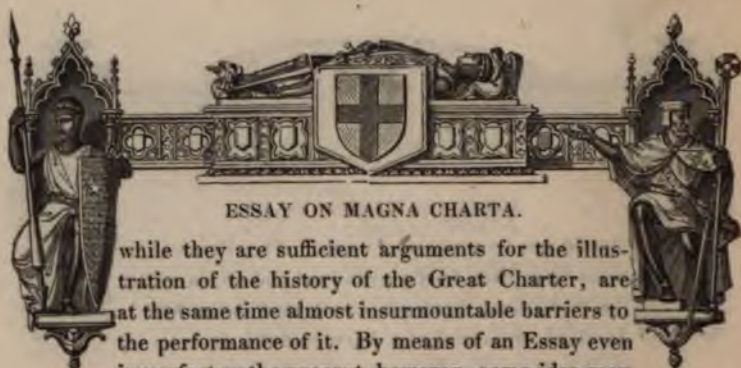 ESSAY ON MAGNA CHARTA.
while they are sufficient arguments for the illus-
tration of the history of the Great Charter, are
at the same time almost insurmountable barriers to
the performance of it. By means of an Essay even